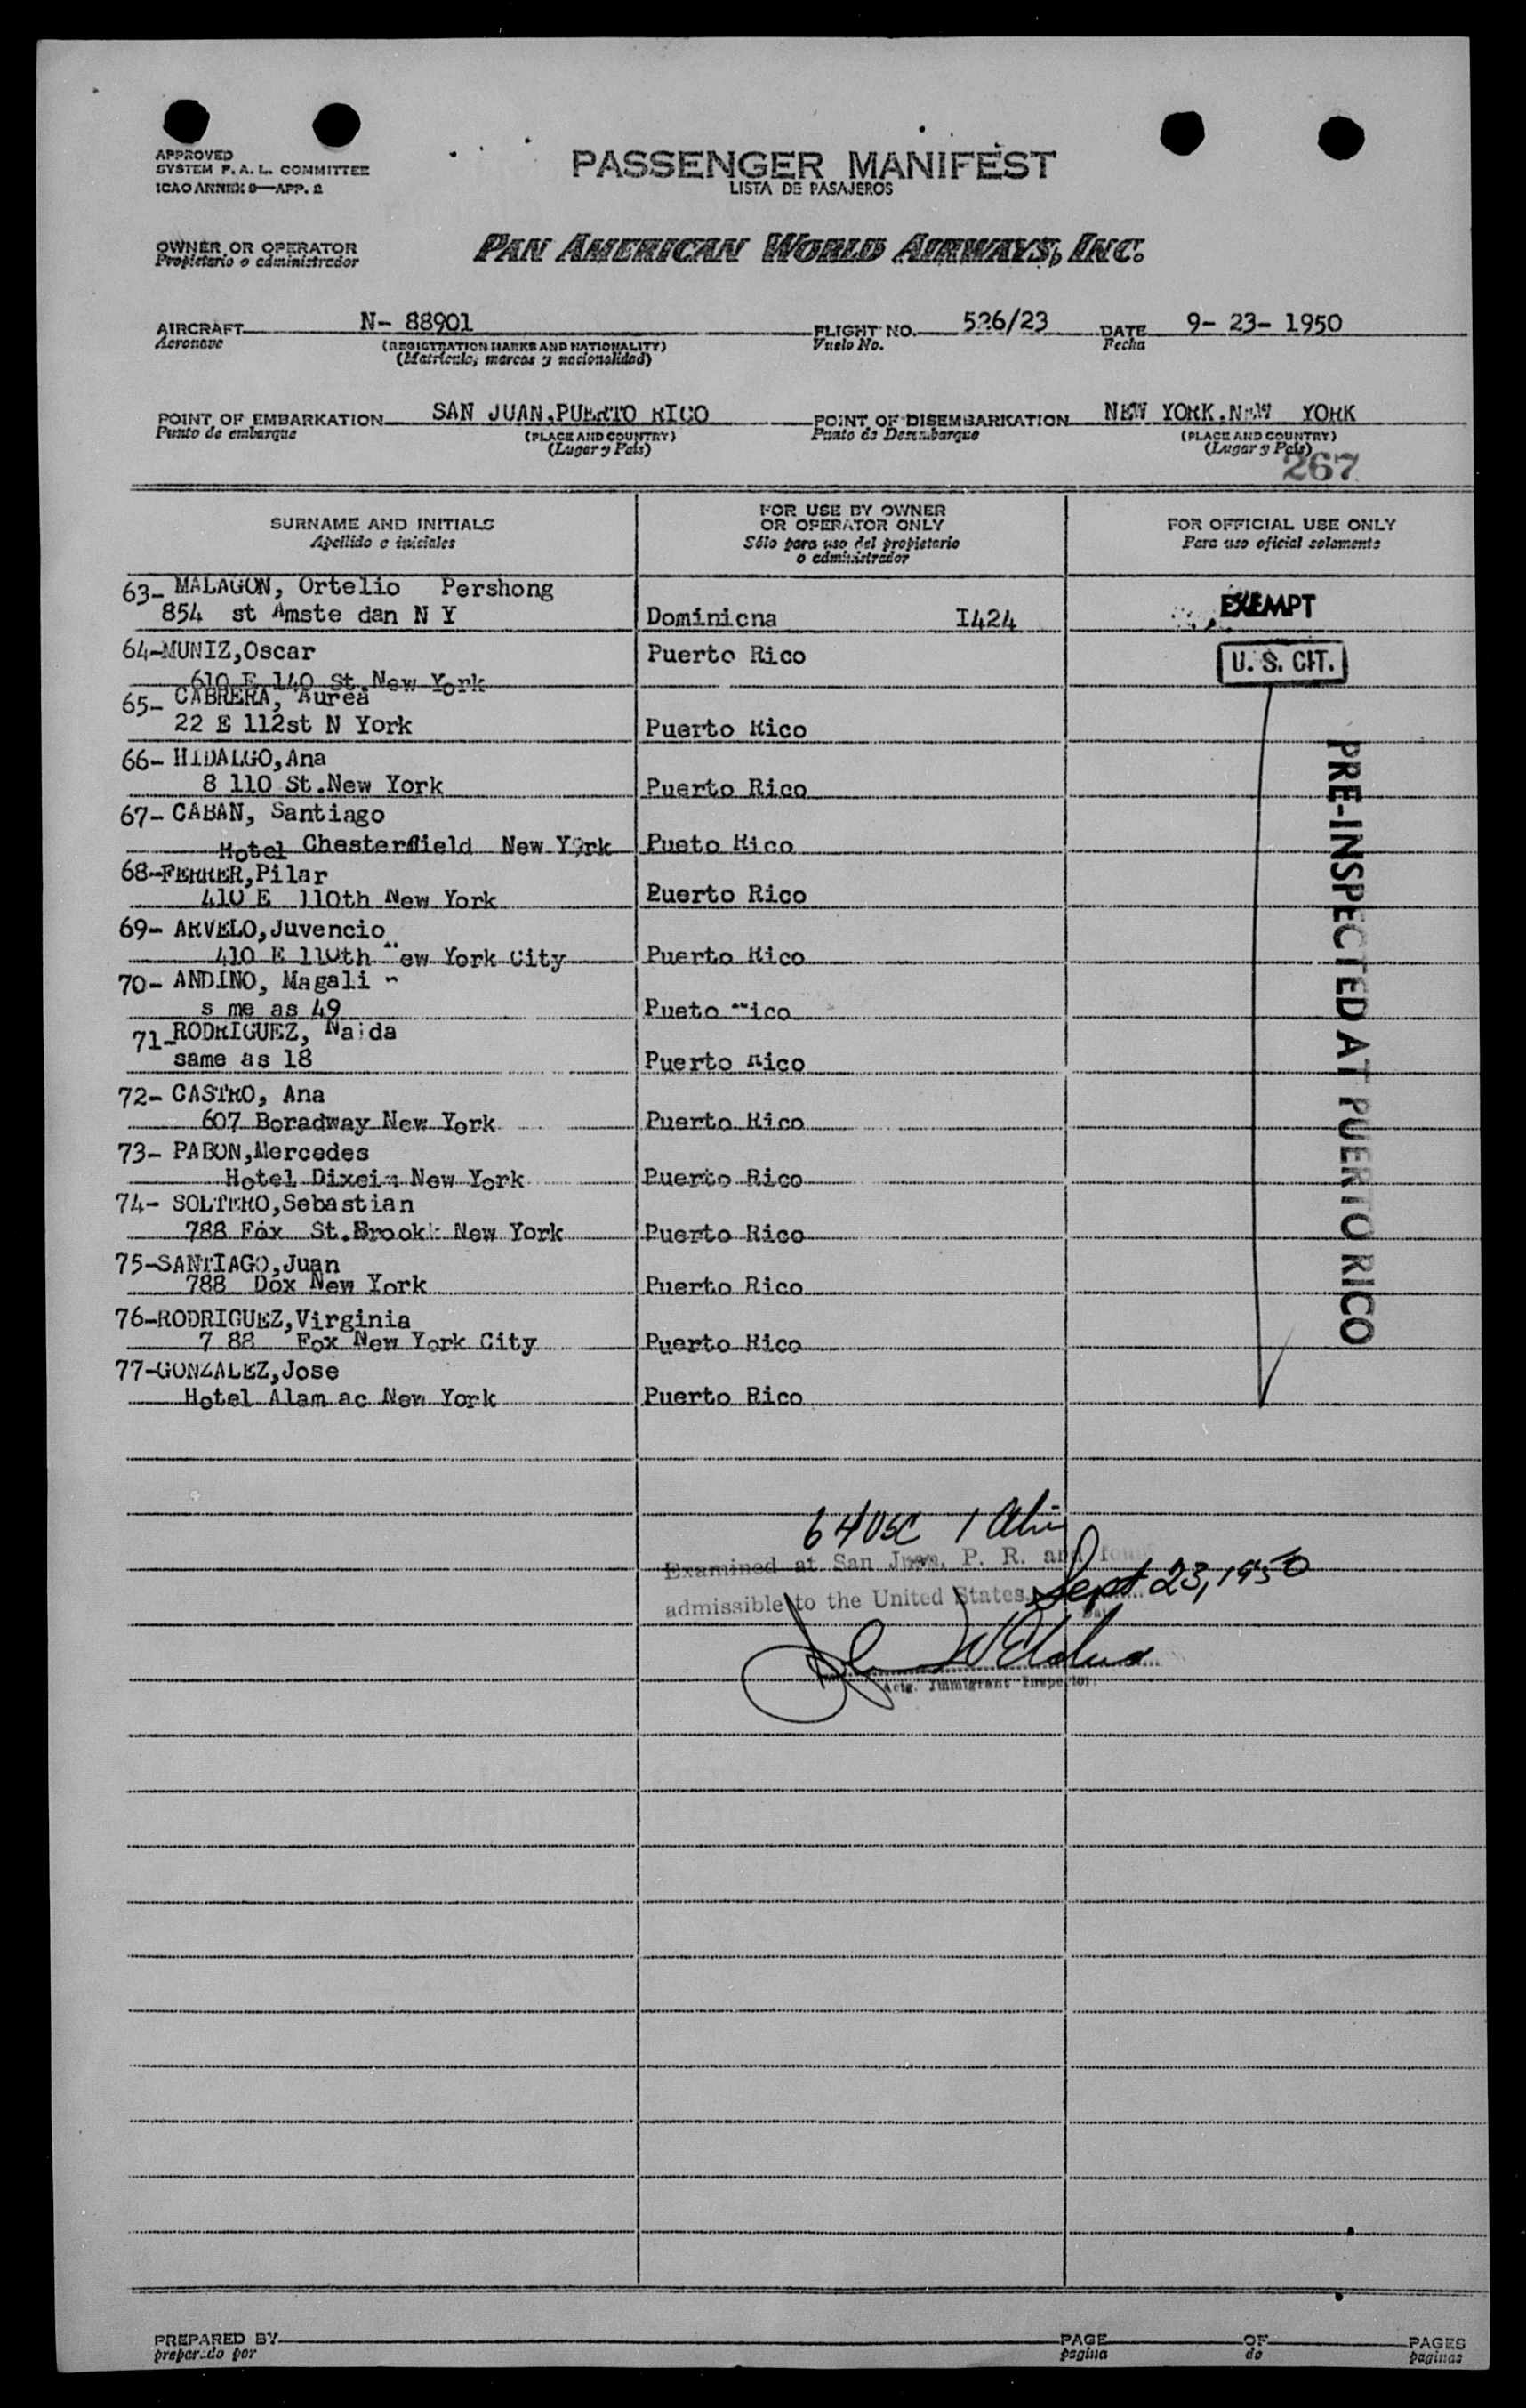 APPROVED
SYSTEM F. A. L. COMMITTEE
ICAO ANNEX 9—APP. 2
PASSENGER MANIFEST
LISTA DE PASAJEROS
OWNER OR OPERATOR
Propietario o administrador
PAN AMERICAN WORLD AIRWAYS, INC.
AIRCRAFT N- 88901 FLIGHT NO. 526/23 DATE 9- 23- 1950
Aeronave (REGISTRATION MARKS AND NATIONALITY) Vuelo No. Fecha
(Matrícula, marcas y nacionalidad)
POINT OF EMBARKATION SAN JUAN,PUERTO RICO POINT OF DISEMBARKATION NEW YORK.NEW YORK
Punto de embarque (PLACE AND COUNTRY) Punto de Desembarque (PLACE AND COUNTRY)
(Lugar y País) (Lugar y País)
267
SURNAME AND INITIALS FOR USE BY OWNER OR OPERATOR ONLY FOR OFFICIAL USE ONLY
Apellido e iniciales Sólo para uso del propietario o administrador Para uso oficial solamente
63- MALAGON, Ortelio Pershong
854 st Amste dan N Y Dominicna I424 EXEMPT
64-MUNIZ,Oscar Puerto Rico U. S. CIT.
610 E 140 St.New York
65- CABRERA, Aurea
22 E 112st N York Puerto Rico
66- HIDALGO,Ana
8 110 St.New York Puerto Rico
67- CABAN, Santiago
Hotel Chesterfield New York Pueto Rico
68-FERRER,Pilar
410 E 110th New York Puerto Rico
69- ARVELO,Juvencio
410 E 110th New York City Puerto Rico
70- ANDINO, Magali -
s me as 49 Pueto Rico
71-RODRIGUEZ, Naida
same as 18 Puerto Rico
72- CASTRO, Ana
607 Boradway New York Puerto Rico
73- PABON,Mercedes
Hotel Dixein New York Puerto Rico
74- SOLTERO,Sebastian
788 Fox St.Brook New York Puerto Rico
75-SANTIAGO,Juan
788 Dox New York Puerto Rico
76-RODRIGUEZ,Virginia
7 88 Fox New York City Puerto Rico
77-GONZALEZ,Jose
Hotel Alam ac New York Puerto Rico
PRE-INSPECTED AT PUERTO RICO
64 USC 1 Alien
Examined at San Juan, P. R. and found
admissible to the United States. Sept 23, 1950
Date
Actg. Immigrant Inspector
PREPARED BY PAGE OF PAGES
preparado por pagina de paginas